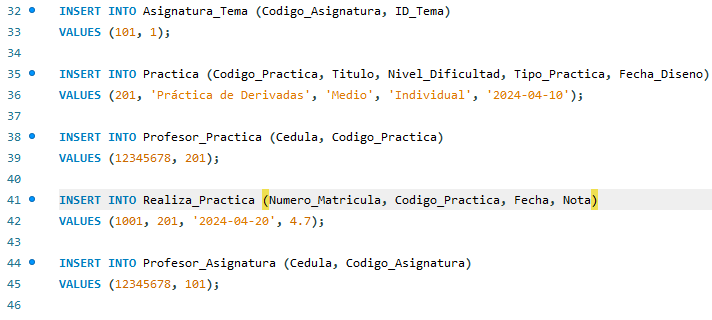 32 INSERT INTO Asignatura_Tema (Codigo_Asignatura, ID_Tema)
33 VALUES (101, 1);
34
35 INSERT INTO Practica (Codigo_Practica, Titulo, Nivel_Dificultad, Tipo_Practica, Fecha_Diseno)
36 VALUES (201, 'Práctica de Derivadas', 'Medio', 'Individual', '2024-04-10');
37
38 INSERT INTO Profesor_Practica (Cedula, Codigo_Practica)
39 VALUES (12345678, 201);
40
41 INSERT INTO Realiza_Practica (Numero_Matricula, Codigo_Practica, Fecha, Nota)
42 VALUES (1001, 201, '2024-04-20', 4.7);
43
44 INSERT INTO Profesor_Asignatura (Cedula, Codigo_Asignatura)
45 VALUES (12345678, 101);
46